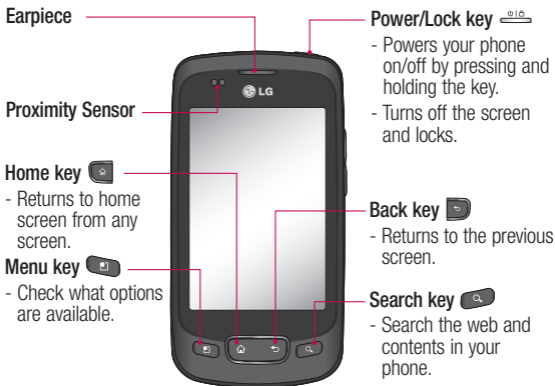 Earpiece
Proximity Sensor
Home key
- Returns to home
screen from any
screen.
Menu key
- Check what options
are available.
LG
Power/Lock key
- Powers your phone
on/off by pressing and
holding the key.
- Turns off the screen
and locks.
Back key
- Returns to the previous
screen.
Search key
- Search the web and
contents in your
phone.